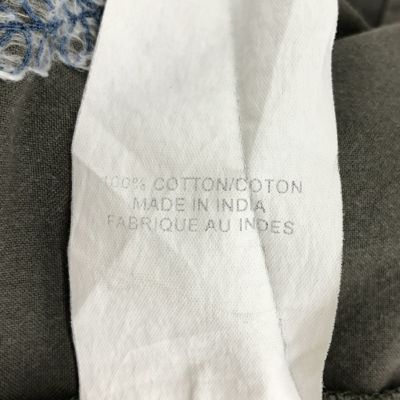 100% COTTON/COTON
MADE IN INDIA
FABRIQUE AU INDES